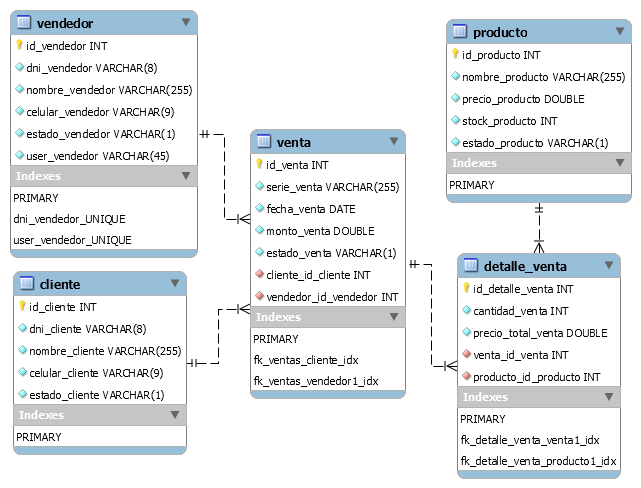 vendedor
id_vendedor INT
dni_vendedor VARCHAR(8)
nombre_vendedor VARCHAR(255)
celular_vendedor VARCHAR(9)
estado_vendedor VARCHAR(1)
user_vendedor VARCHAR(45)
Indexes
PRIMARY
dni_vendedor_UNIQUE
user_vendedor_UNIQUE
cliente
id_cliente INT
dni_cliente VARCHAR(8)
nombre_cliente VARCHAR(255)
celular_cliente VARCHAR(9)
estado_cliente VARCHAR(1)
Indexes
PRIMARY
venta
id_venta INT
serie_venta VARCHAR(255)
fecha_venta DATE
monto_venta DOUBLE
estado_venta VARCHAR(1)
cliente_id_cliente INT
vendedor_id_vendedor INT
Indexes
PRIMARY
fk_ventas_cliente_idx
fk_ventas_vendedor1_idx
producto
id_producto INT
nombre_producto VARCHAR(255)
precio_producto DOUBLE
stock_producto INT
estado_producto VARCHAR(1)
Indexes
PRIMARY
detalle_venta
id_detalle_venta INT
cantidad_venta INT
precio_total_venta DOUBLE
venta_id_venta INT
producto_id_producto INT
Indexes
PRIMARY
fk_detalle_venta_venta1_idx
fk_detalle_venta_producto1_idx